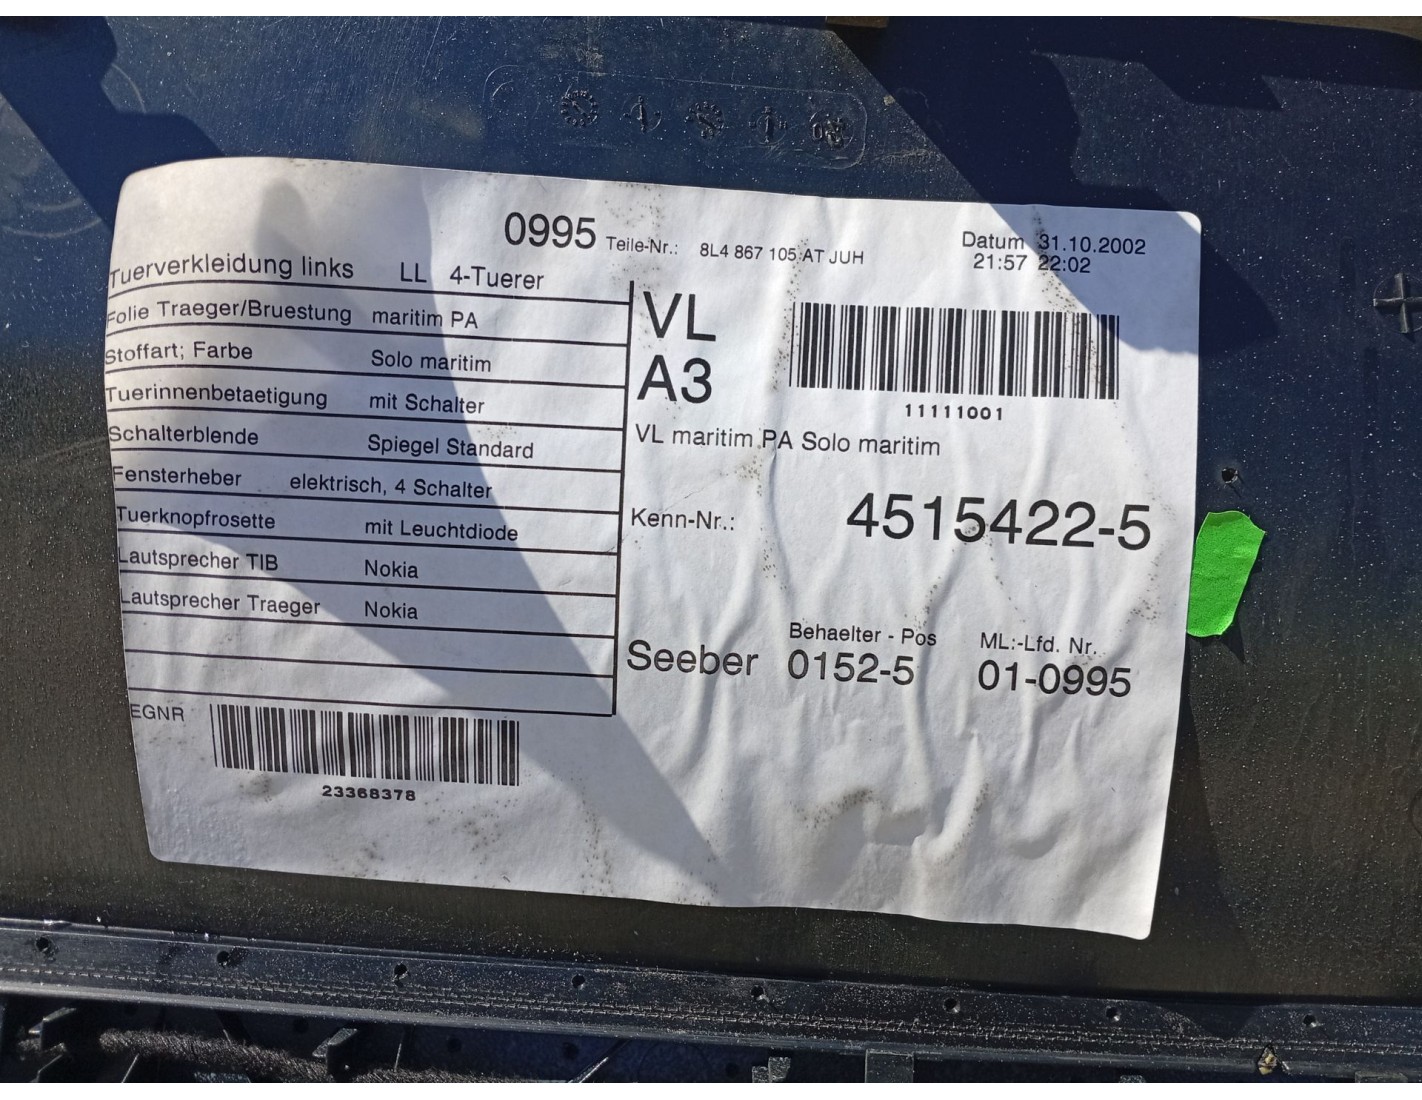 0995 Teile-Nr.: 8L4 867 105 AT JUH
Datum 31.10.2002
21:57 22:02
Tuerverkleidung links LL 4-Tuerer
Folie Traeger/Bruestung maritim PA
Stoffart; Farbe Solo maritim
Tuerinnenbetaetigung mit Schalter
Schalterblende Spiegel Standard
Fensterheber elektrisch, 4 Schalter
Tuerknopfrosette mit Leuchtdiode
Lautsprecher TIB Nokia
Lautsprecher Traeger Nokia
EGNR
23368378
VL
A3
11111001
VL maritim PA Solo maritim
Kenn-Nr.: 4515422-5
Behaelter - Pos ML:-Lfd. Nr.
Seeber 0152-5 01-0995